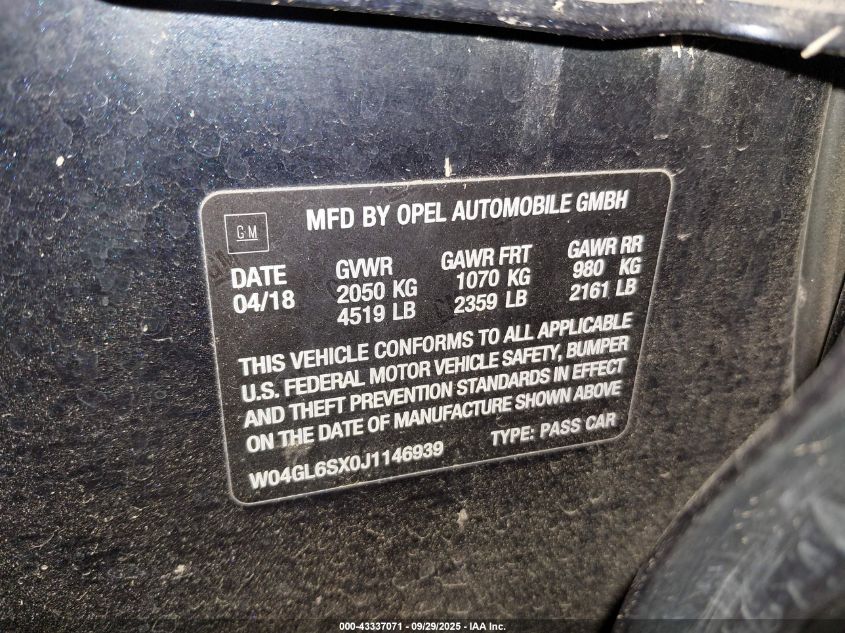 GM
MFD BY OPEL AUTOMOBILE GMBH
DATE GVWR GAWR FRT GAWR RR
04/18 2050 KG 1070 KG 980 KG
4519 LB 2359 LB 2161 LB
THIS VEHICLE CONFORMS TO ALL APPLICABLE
U.S. FEDERAL MOTOR VEHICLE SAFETY, BUMPER
AND THEFT PREVENTION STANDARDS IN EFFECT
ON THE DATE OF MANUFACTURE SHOWN ABOVE
W04GL6SX0J1146939 TYPE: PASS CAR
000-43337071 - 09/29/2025 - IAA Inc.